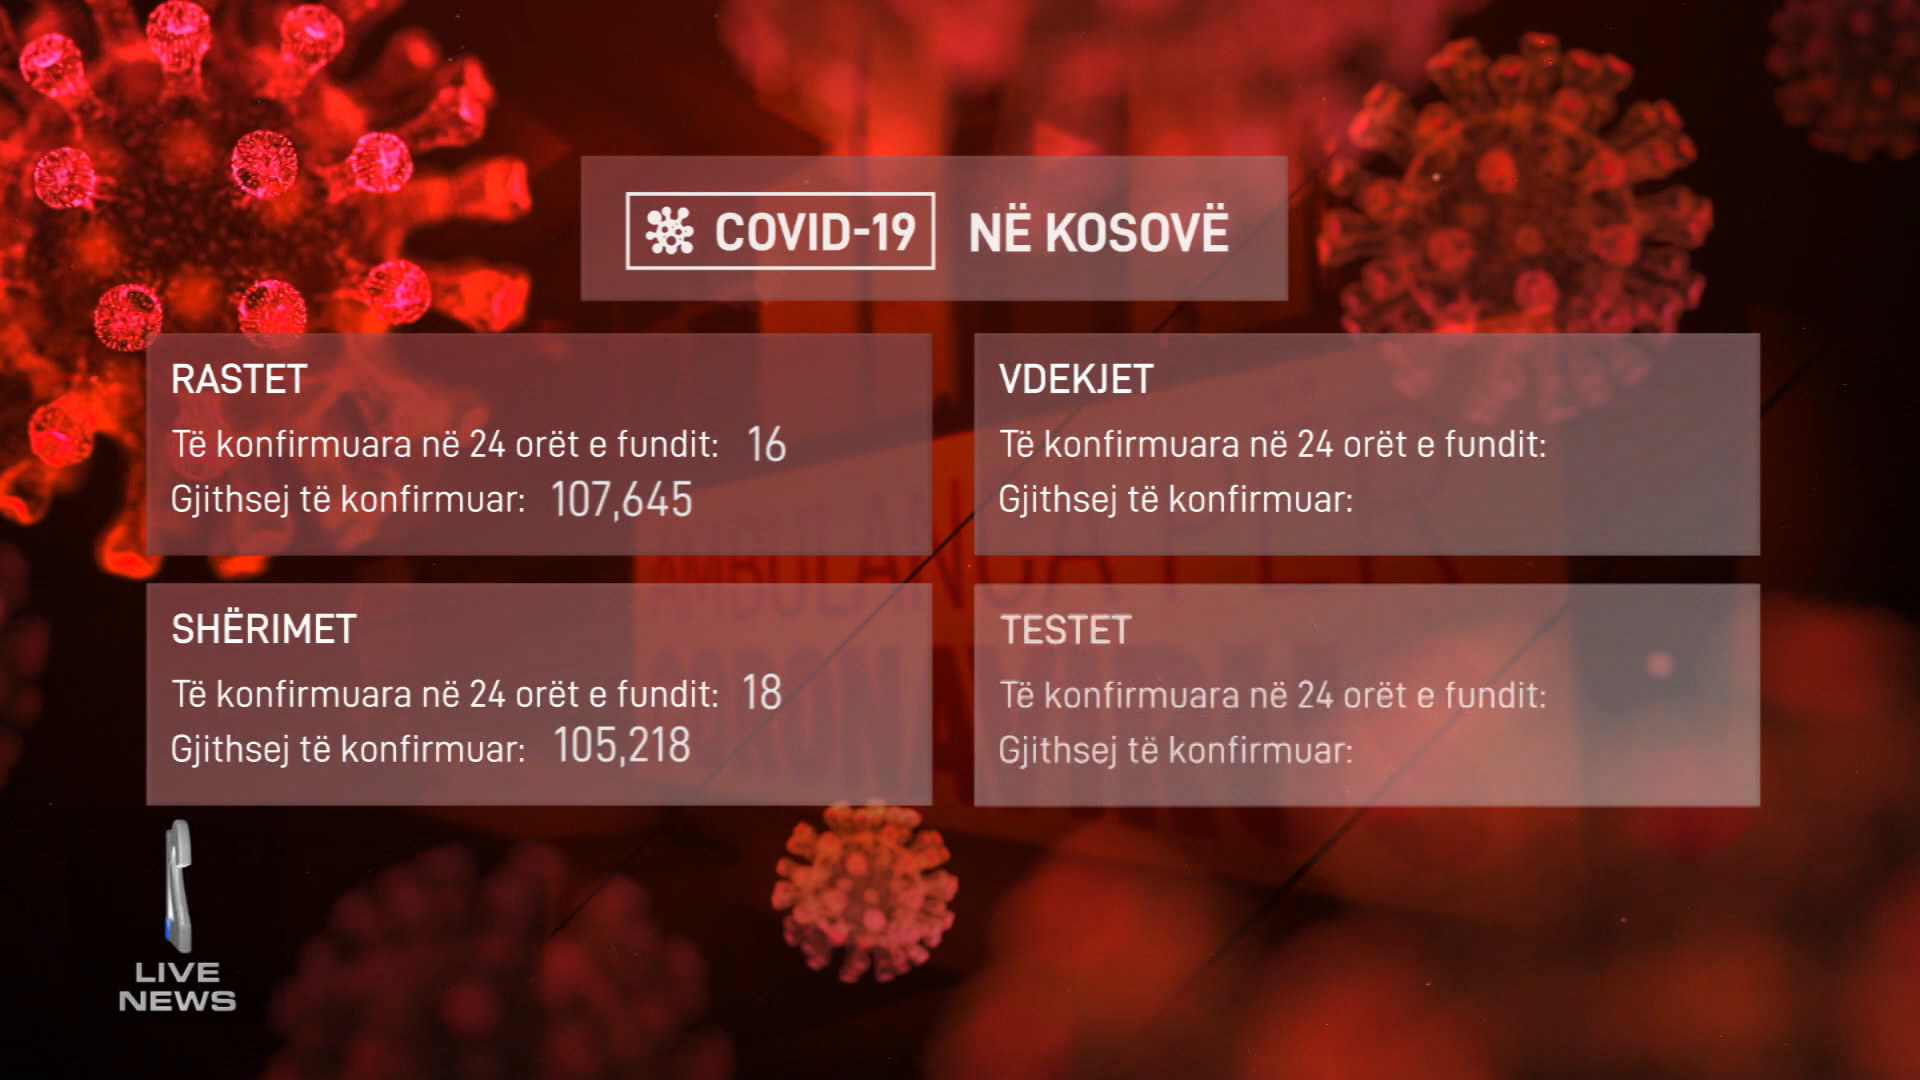 COVID-19 NË KOSOVË
RASTET
Të konfirmuara në 24 orët e fundit: 16
Gjithsej të konfirmuar: 107,645
VDEKJET
Të konfirmuara në 24 orët e fundit:
Gjithsej të konfirmuar:
SHËRIMET
Të konfirmuara në 24 orët e fundit: 18
Gjithsej të konfirmuar: 105,218
TESTET
Të konfirmuara në 24 orët e fundit:
Gjithsej të konfirmuar:
AMBULANCA PËR
LIVE
NEWS